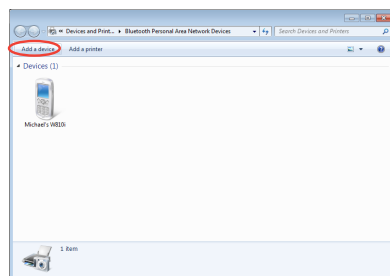 « Devices and Print... ▸ Bluetooth Personal Area Network Devices
Search Devices and Printers
Add a device
Add a printer
Devices (1)
Michael's W810i
1 item